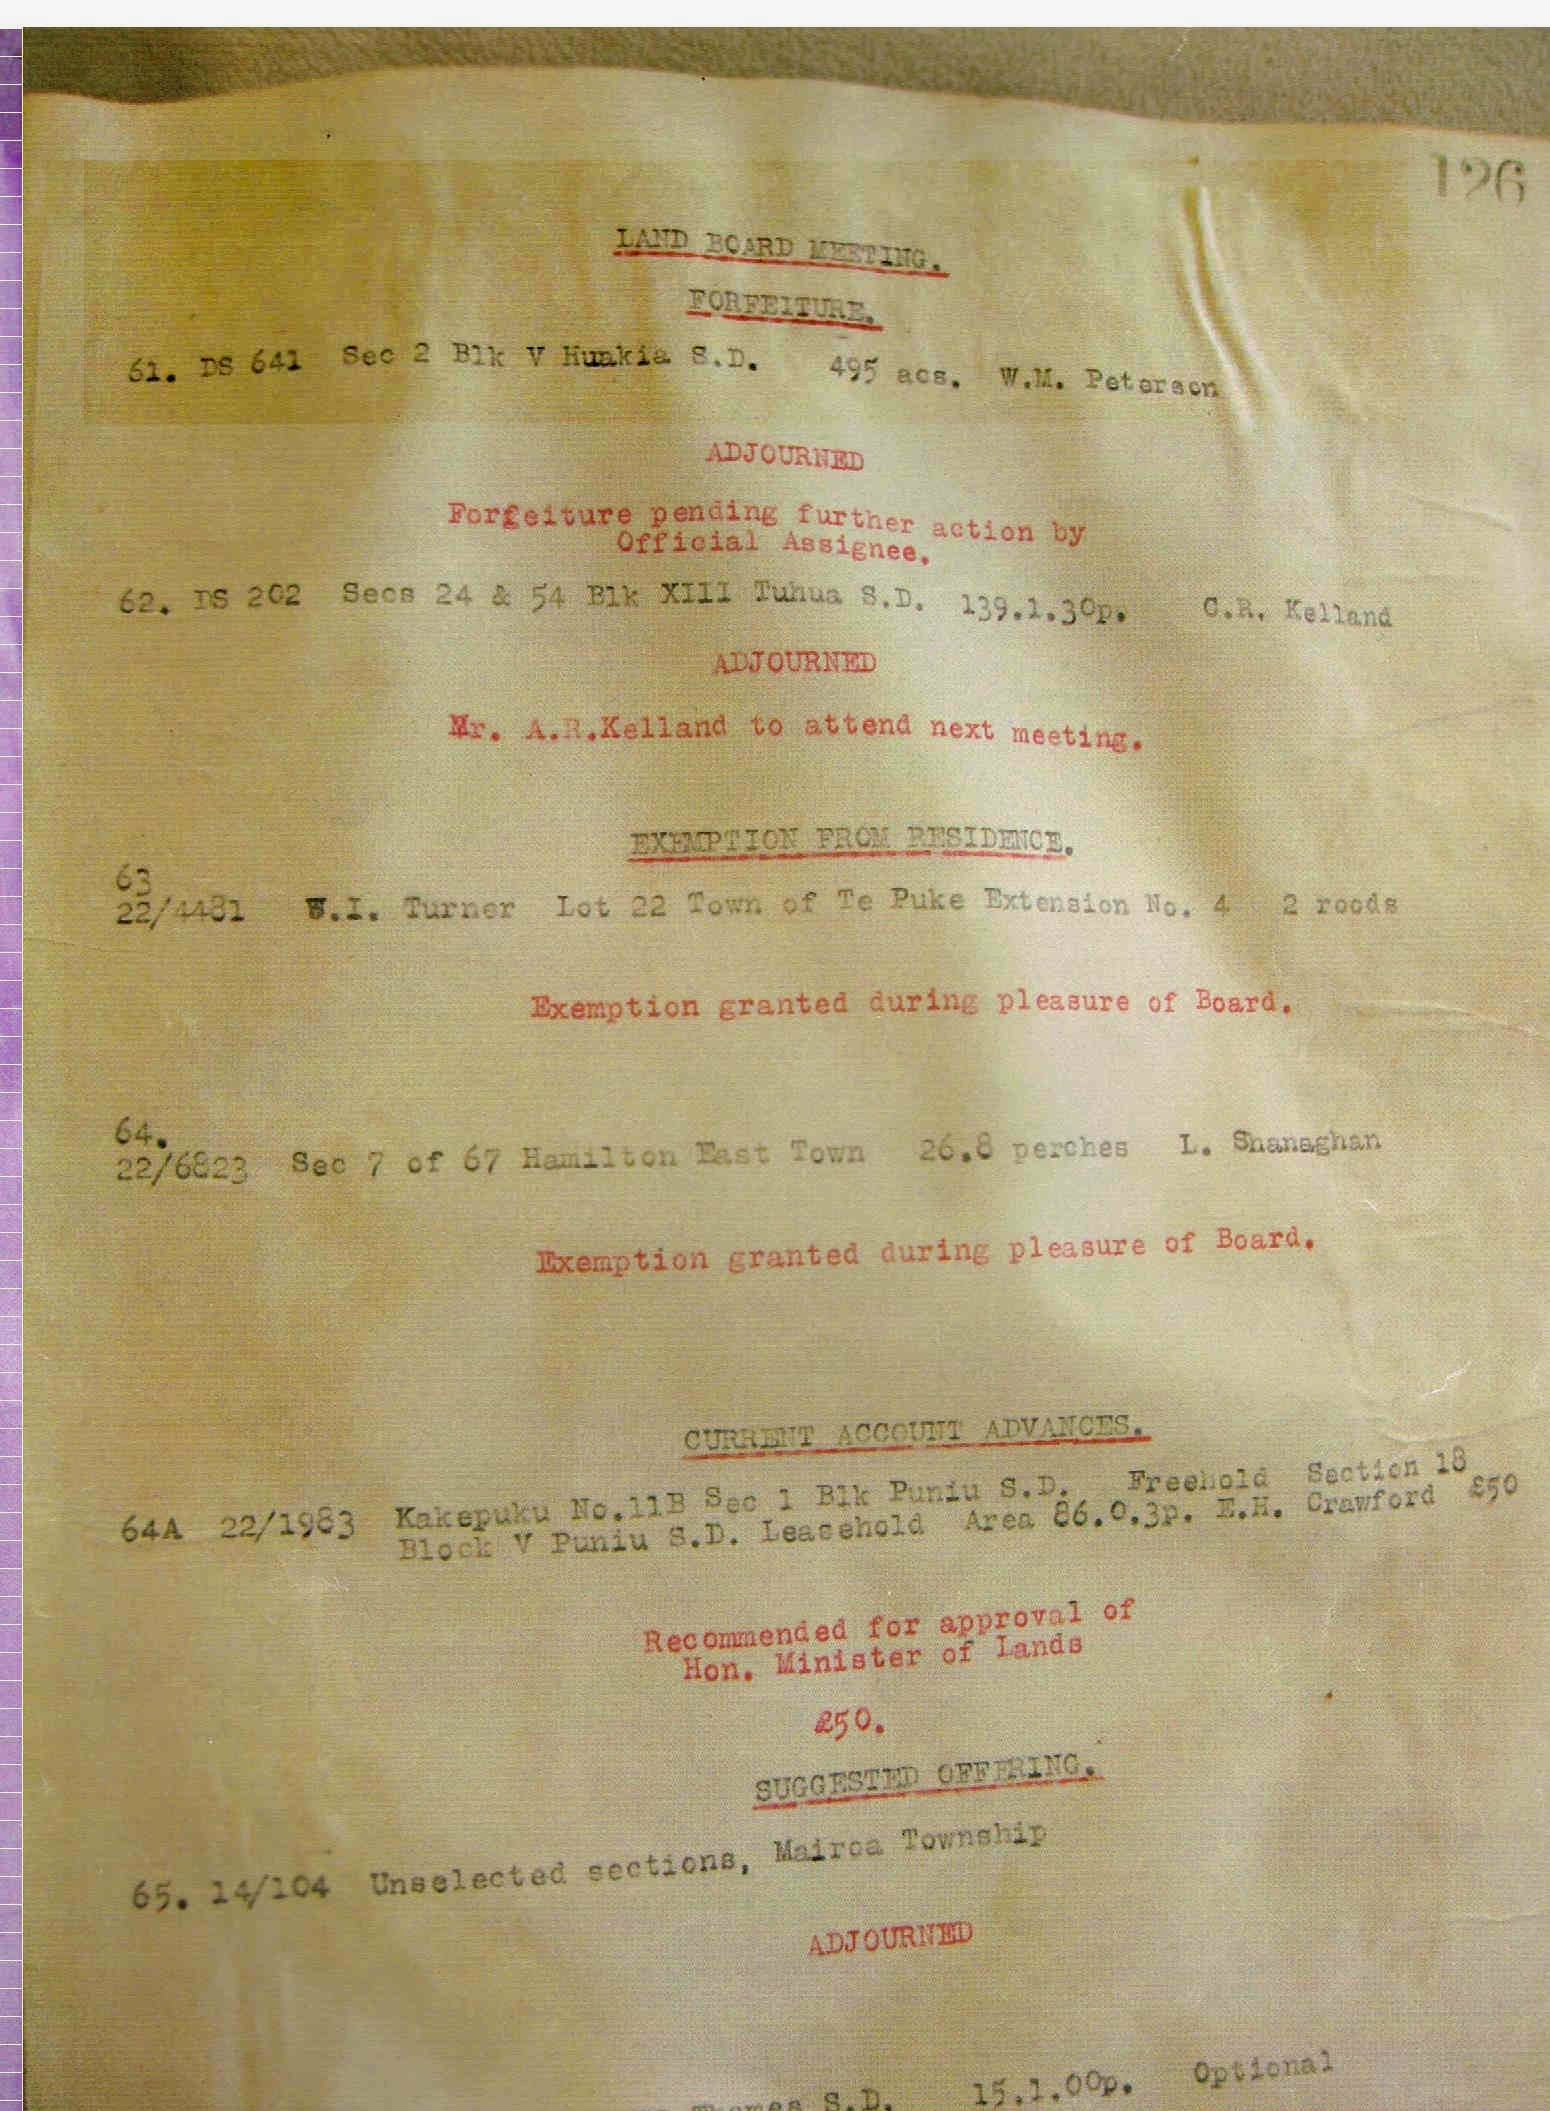 126
LAND BOARD MEETING.
FORFEITURE.
61. DS 641 Sec 2 Blk V Huakia S.D. 495 acs. W.M. Peterson
ADJOURNED
Forfeiture pending further action by
Official Assignee.
62. DS 202 Secs 24 & 54 Blk XIII Tuhua S.D. 139.1.30p. C.R. Kelland
ADJOURNED
Mr. A.R.Kelland to attend next meeting.
EXEMPTION FROM RESIDENCE.
63
22/4481 W.I. Turner Lot 22 Town of Te Puke Extension No. 4 2 roods
Exemption granted during pleasure of Board.
64.
22/6823 Sec 7 of 67 Hamilton East Town 26.8 perches L. Shanaghan
Exemption granted during pleasure of Board.
CURRENT ACCOUNT ADVANCES.
64A 22/1983 Kakepuku No.11B Sec 1 Blk Puniu S.D. Freehold Section 18
Block V Puniu S.D. Leasehold Area 86.0.3p. E.H. Crawford £50
Recommended for approval of
Hon. Minister of Lands
£50.
SUGGESTED OFFERING.
65. 14/104 Unselected sections, Mairoa Township
ADJOURNED
Thames S.D. 15.1.00p. Optional